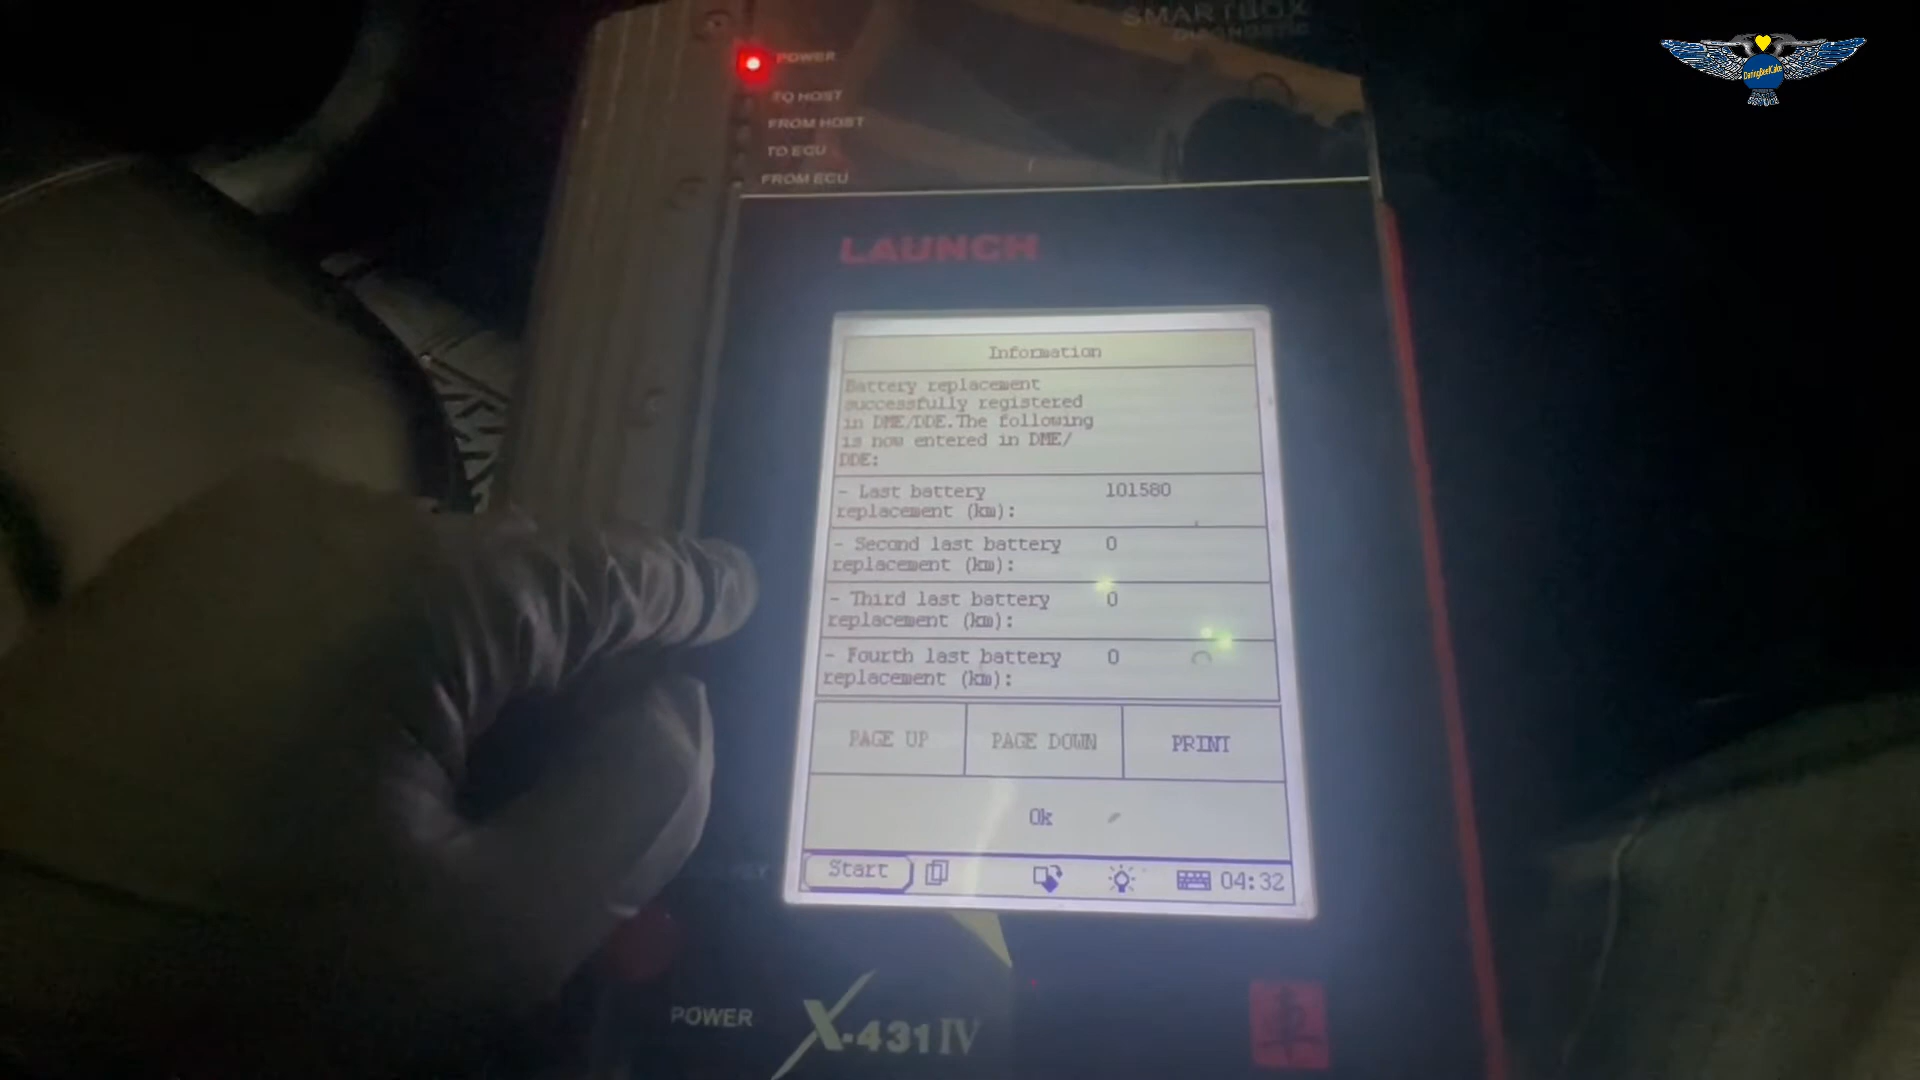 SMARTBOX
DIAGNOSTIC
POWER
TO HOST
FROM HOST
TO ECU
FROM ECU
LAUNCH
Information
Battery replacement
successfully registered
in DME/DDE.The following
is now entered in DME/
DDE:
- Last battery replacement (km): 101580
- Second last battery replacement (km): 0
- Third last battery replacement (km): 0
- Fourth last battery replacement (km): 0
PAGE UP PAGE DOWN PRINT
Ok
Start 04:32
POWER X-431 IV